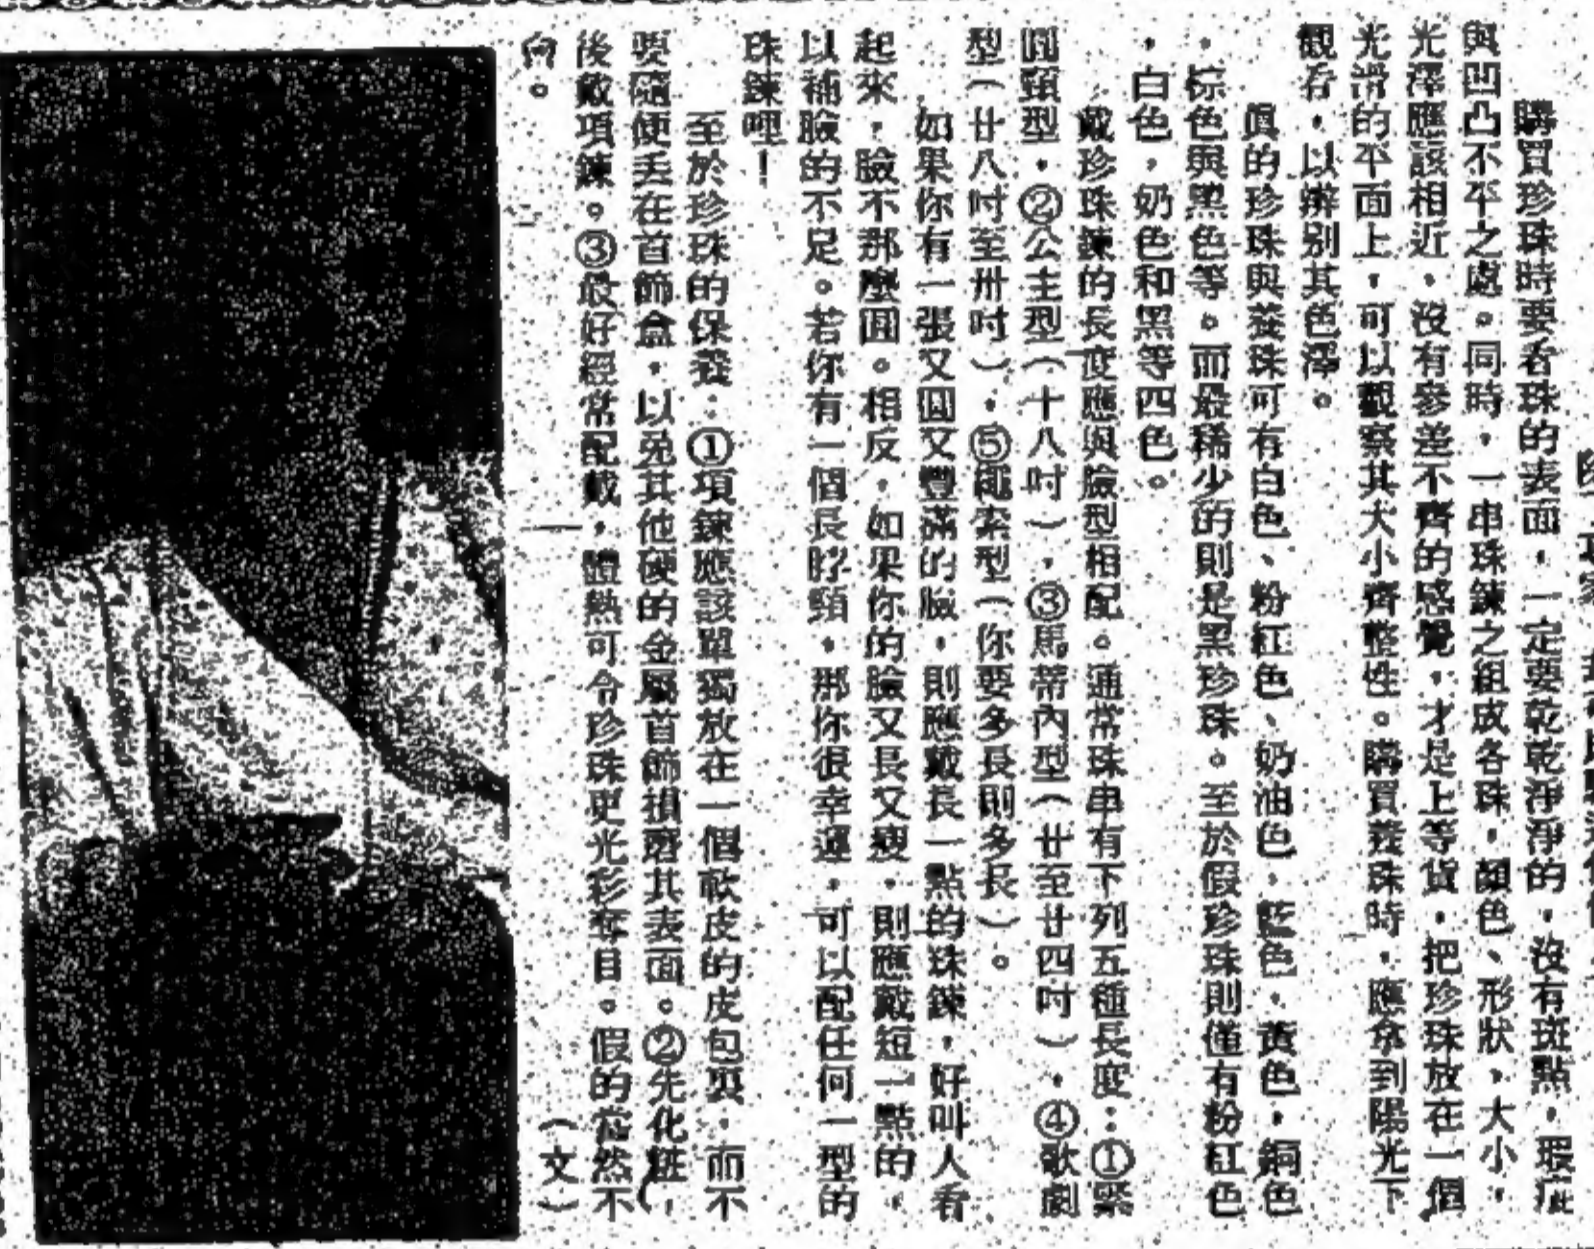 購買珍珠時要看珠的表面，一定要乾乾淨淨的，沒有斑點，瑕疵
與凹凸不平之處。同時，一串珠鍊之組成各珠，顏色、形狀，大小，
光澤應該相近，沒有參差不齊的感覺，才是上等貨，把珍珠放在一個
光滑的平面上，可以觀察其大小齊整性。購買養珠時，應拿到陽光下
觀看，以辨別其色澤。
真的珍珠與養珠可有白色、粉紅色、奶油色，藍色，黃色，銅色
，棕色與黑色等。而最稀少的則是黑珍珠。至於假珍珠則僅有粉紅色
，白色，奶色和黑等四色。
戴珍珠鍊的長度應與臉型相配。通常珠串有下列五種長度：①緊
圓頸型，②公主型（十八吋），③馬蒂內型（廿至廿四吋），④歌劇
型（廿八吋至卅吋），⑤繩索型（你要多長則多長）。
如果你有一張又圓又豐滿的臉，則應戴長一點的珠鍊，好叫人看
起來，臉不那麼圓。相反，如果你的臉又長又瘦，則應戴短一點的，
以補臉的不足。若你有一個長脖頸，那你很幸運，可以配任何一型的
珠鍊哩！
至於珍珠的保養：①項鍊應該單獨放在一個軟皮的皮包裏，而不
要隨便丟在首飾盒，以免其他硬的金屬首飾損磨其表面。②先化粧，
後戴項鍊。③最好經常配戴，體熱可令珍珠更光彩奪目。假的當然不
向。（文）